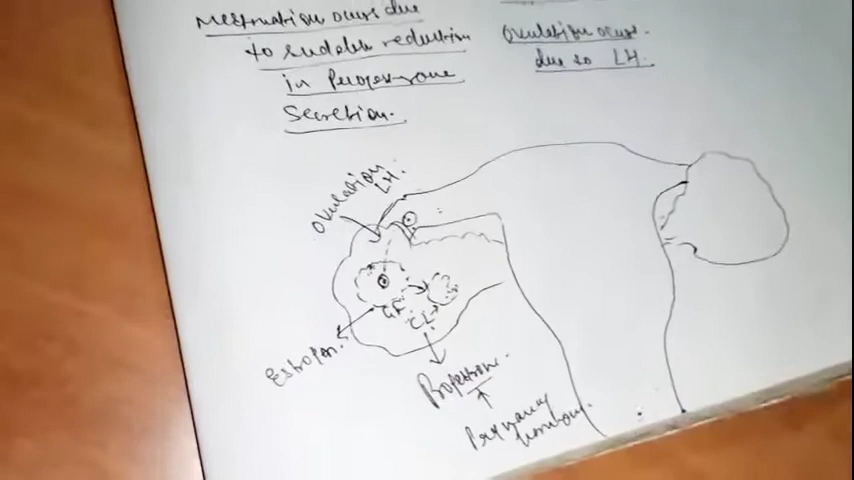 Mestruation occurs due
to sudden reduction
in Progesterone
Secretion.
Ovulation occurs.
due to LH.
Ovulation
LH.
GF
CL
Estrogen.
Progesterone.
Pregnancy
hormone.